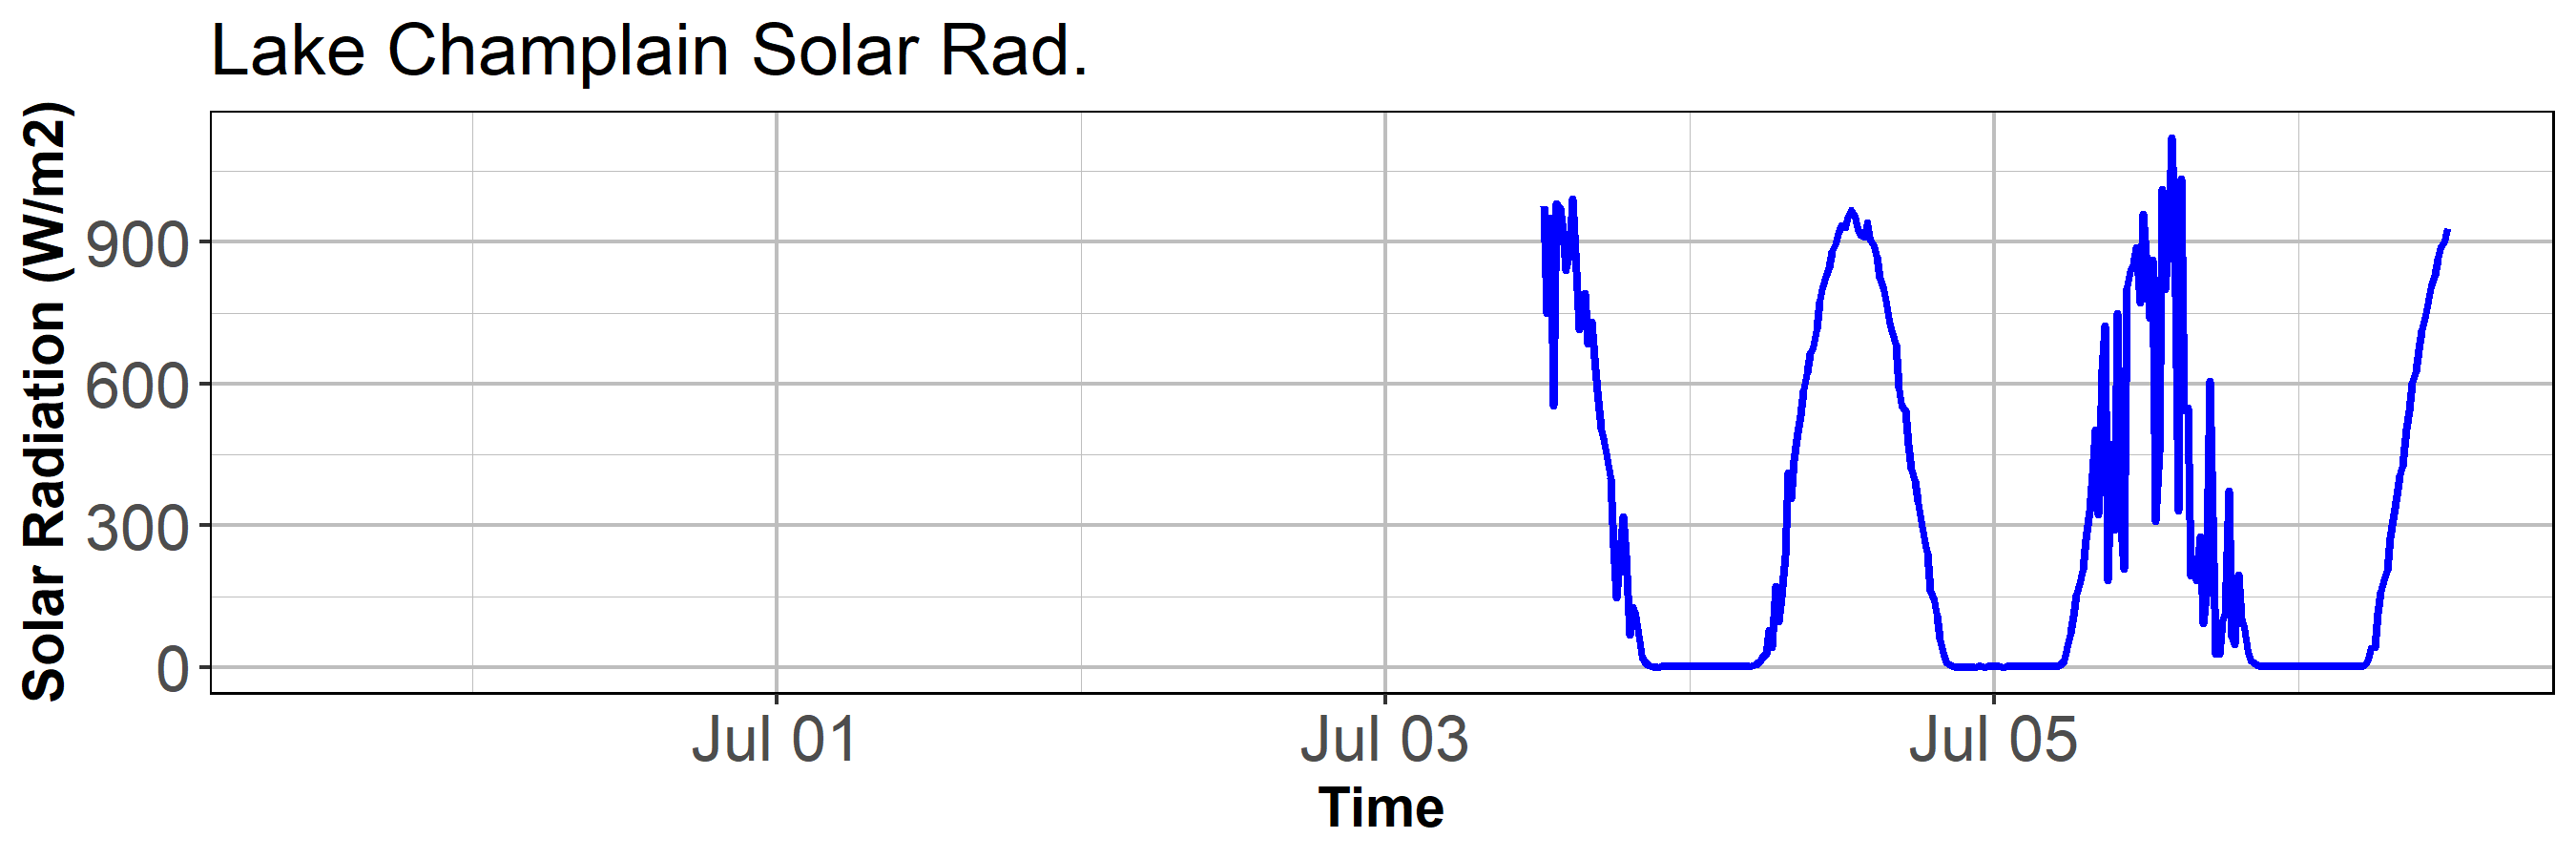 Lake Champlain Solar Rad.
Solar Radiation (W/m2)
900
600
300
0
Jul 01 Jul 03 Jul 05
Time